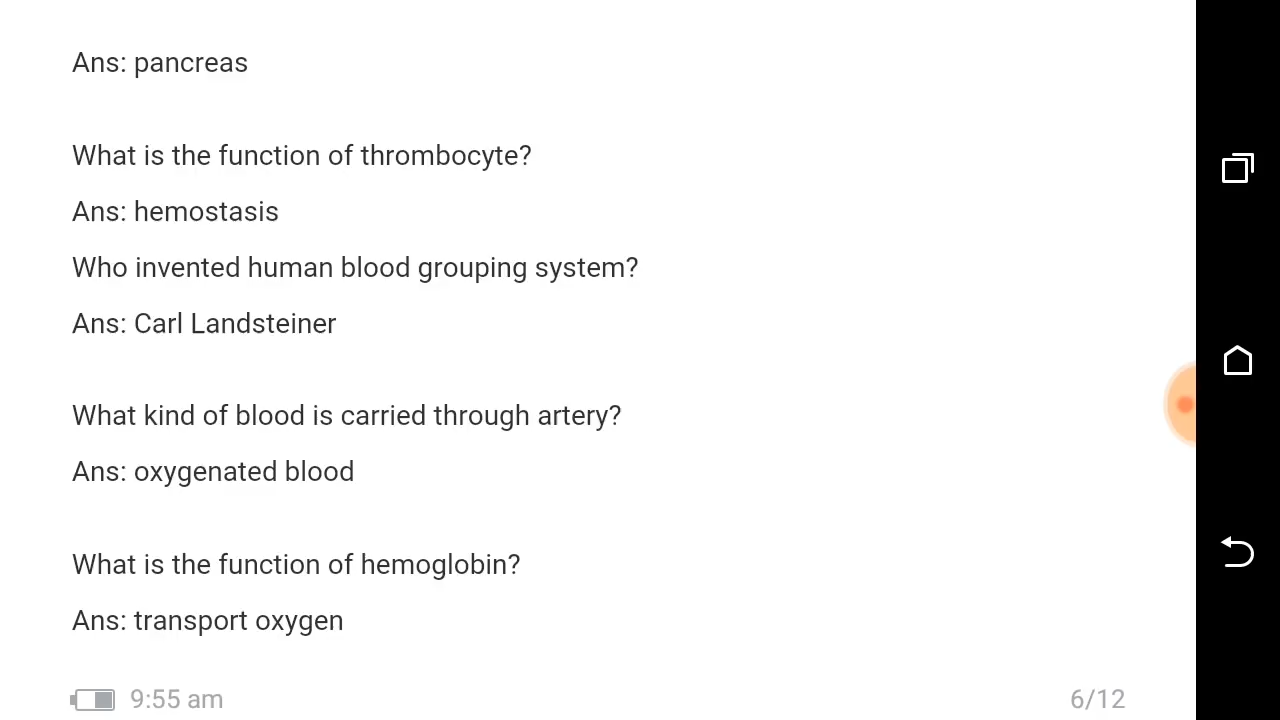 Ans: pancreas
What is the function of thrombocyte?
Ans: hemostasis
Who invented human blood grouping system?
Ans: Carl Landsteiner
What kind of blood is carried through artery?
Ans: oxygenated blood
What is the function of hemoglobin?
Ans: transport oxygen
9:55 am 6/12